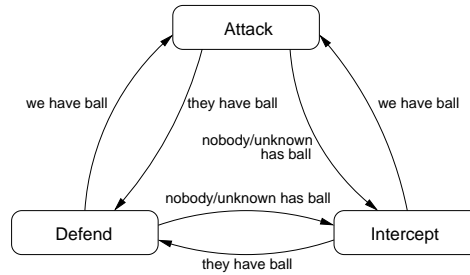 Attack
we have ball
they have ball
we have ball
nobody/unknown
has ball
nobody/unknown has ball
Defend
Intercept
they have ball